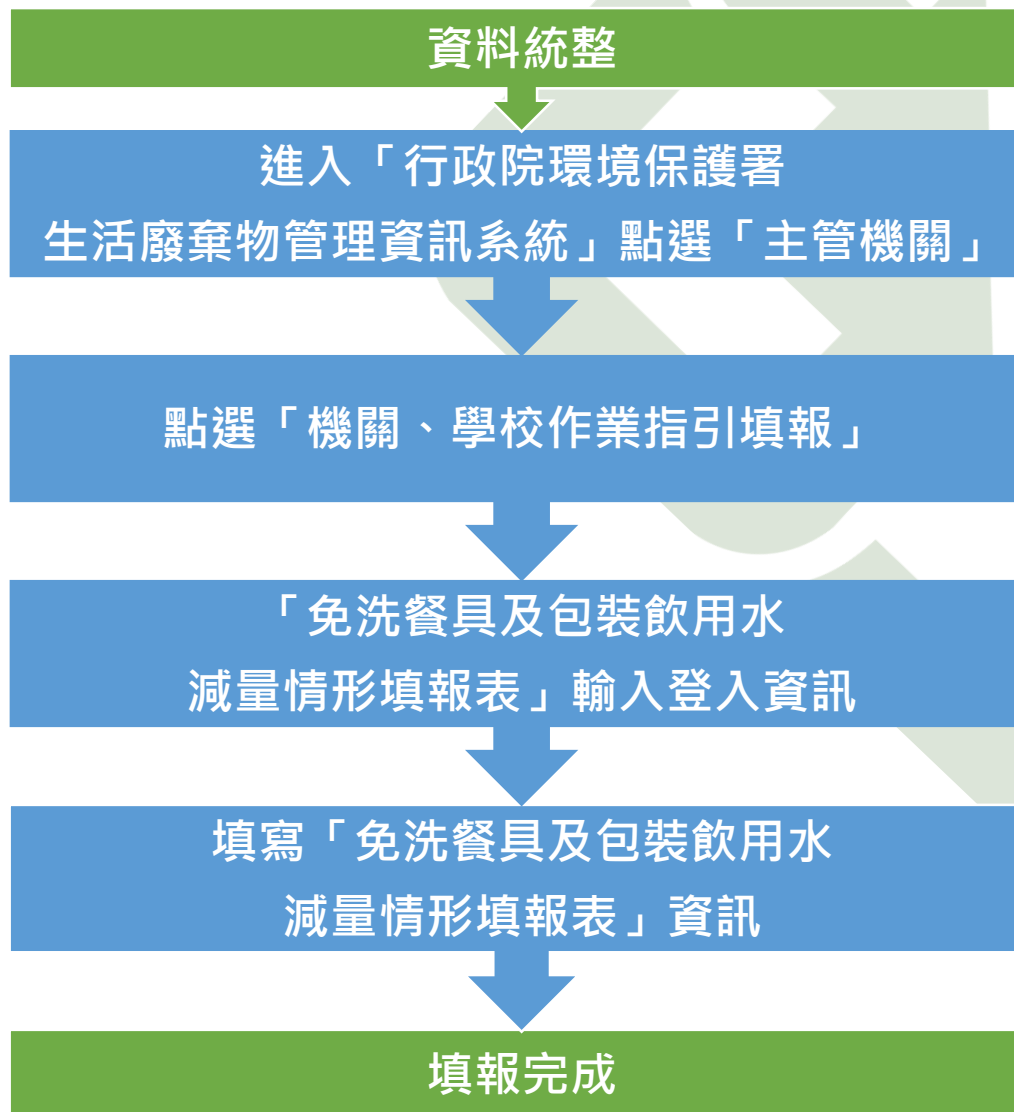 資料統整
進入「行政院環境保護署
生活廢棄物管理資訊系統」點選「主管機關」
點選「機關、學校作業指引填報」
「免洗餐具及包裝飲用水
減量情形填報表」輸入登入資訊
填寫「免洗餐具及包裝飲用水
減量情形填報表」資訊
填報完成